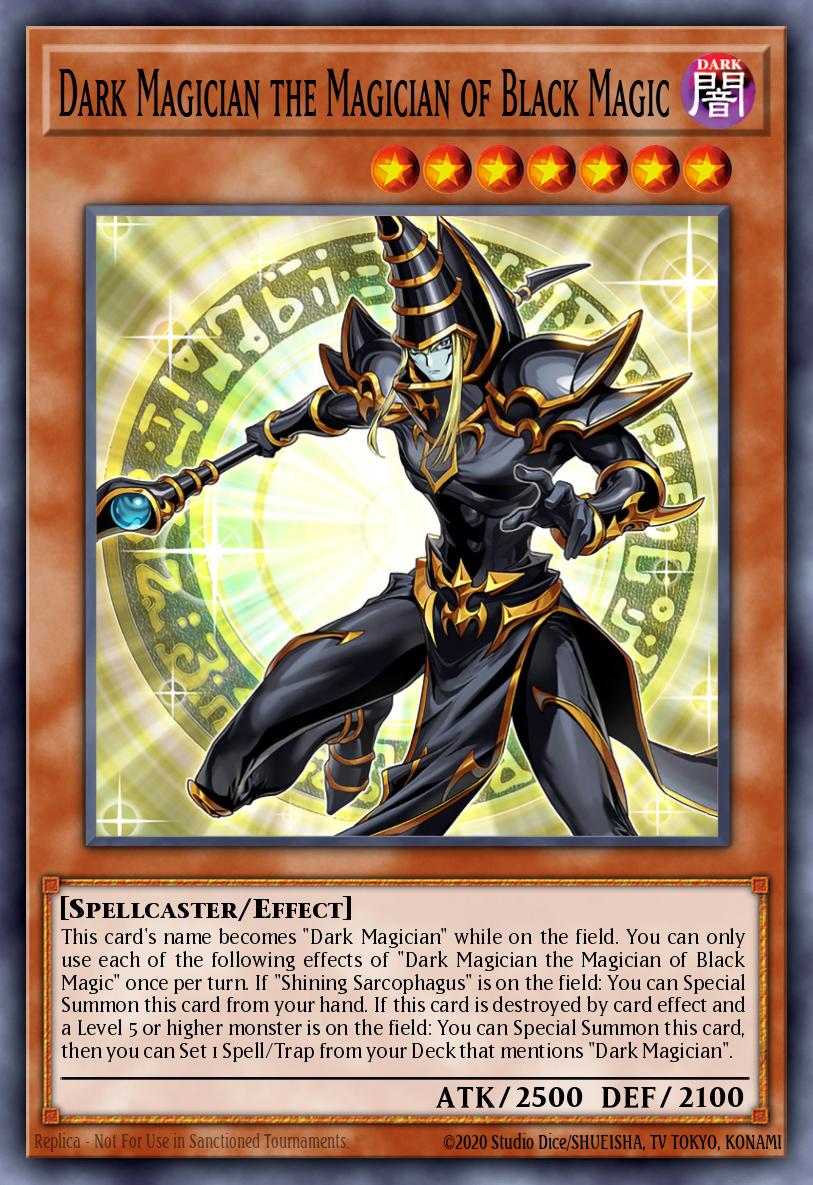 Dark Magician the Magician of Black Magic
DARK
闇
[Spellcaster/Effect]
This card's name becomes "Dark Magician" while on the field. You can only
use each of the following effects of "Dark Magician the Magician of Black
Magic" once per turn. If "Shining Sarcophagus" is on the field: You can Special
Summon this card from your hand. If this card is destroyed by card effect and
a Level 5 or higher monster is on the field: You can Special Summon this card,
then you can Set 1 Spell/Trap from your Deck that mentions "Dark Magician".
ATK/2500 DEF/2100
Replica - Not For Use in Sanctioned Tournaments.
©2020 Studio Dice/SHUEISHA, TV TOKYO, KONAMI